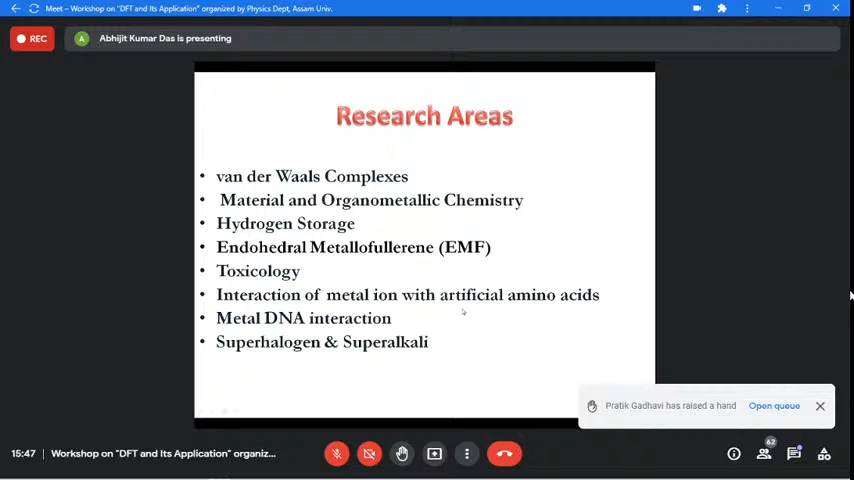 Meet – Workshop on "DFT and Its Application" organized by Physics Dept, Assam Univ.
REC
A
Abhijit Kumar Das is presenting
Research Areas
• van der Waals Complexes
• Material and Organometallic Chemistry
• Hydrogen Storage
• Endohedral Metallofullerene (EMF)
• Toxicology
• Interaction of metal ion with artificial amino acids
• Metal DNA interaction
• Superhalogen & Superalkali
Pratik Gadhavi has raised a hand
Open queue
15:47
Workshop on "DFT and Its Application" organiz...
62